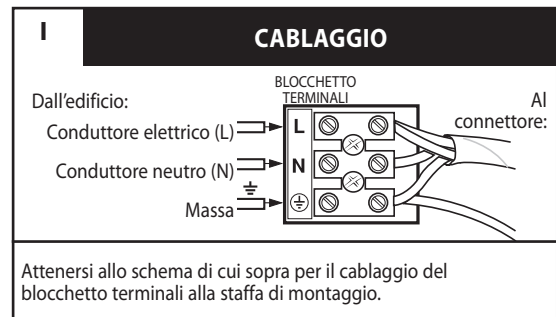 I
CABLAGGIO
BLOCCHETTO
TERMINALI
Dall'edificio:
Al
connettore:
Conduttore elettrico (L)
L
Conduttore neutro (N)
N
Massa
Attenersi allo schema di cui sopra per il cablaggio del
blocchetto terminali alla staffa di montaggio.